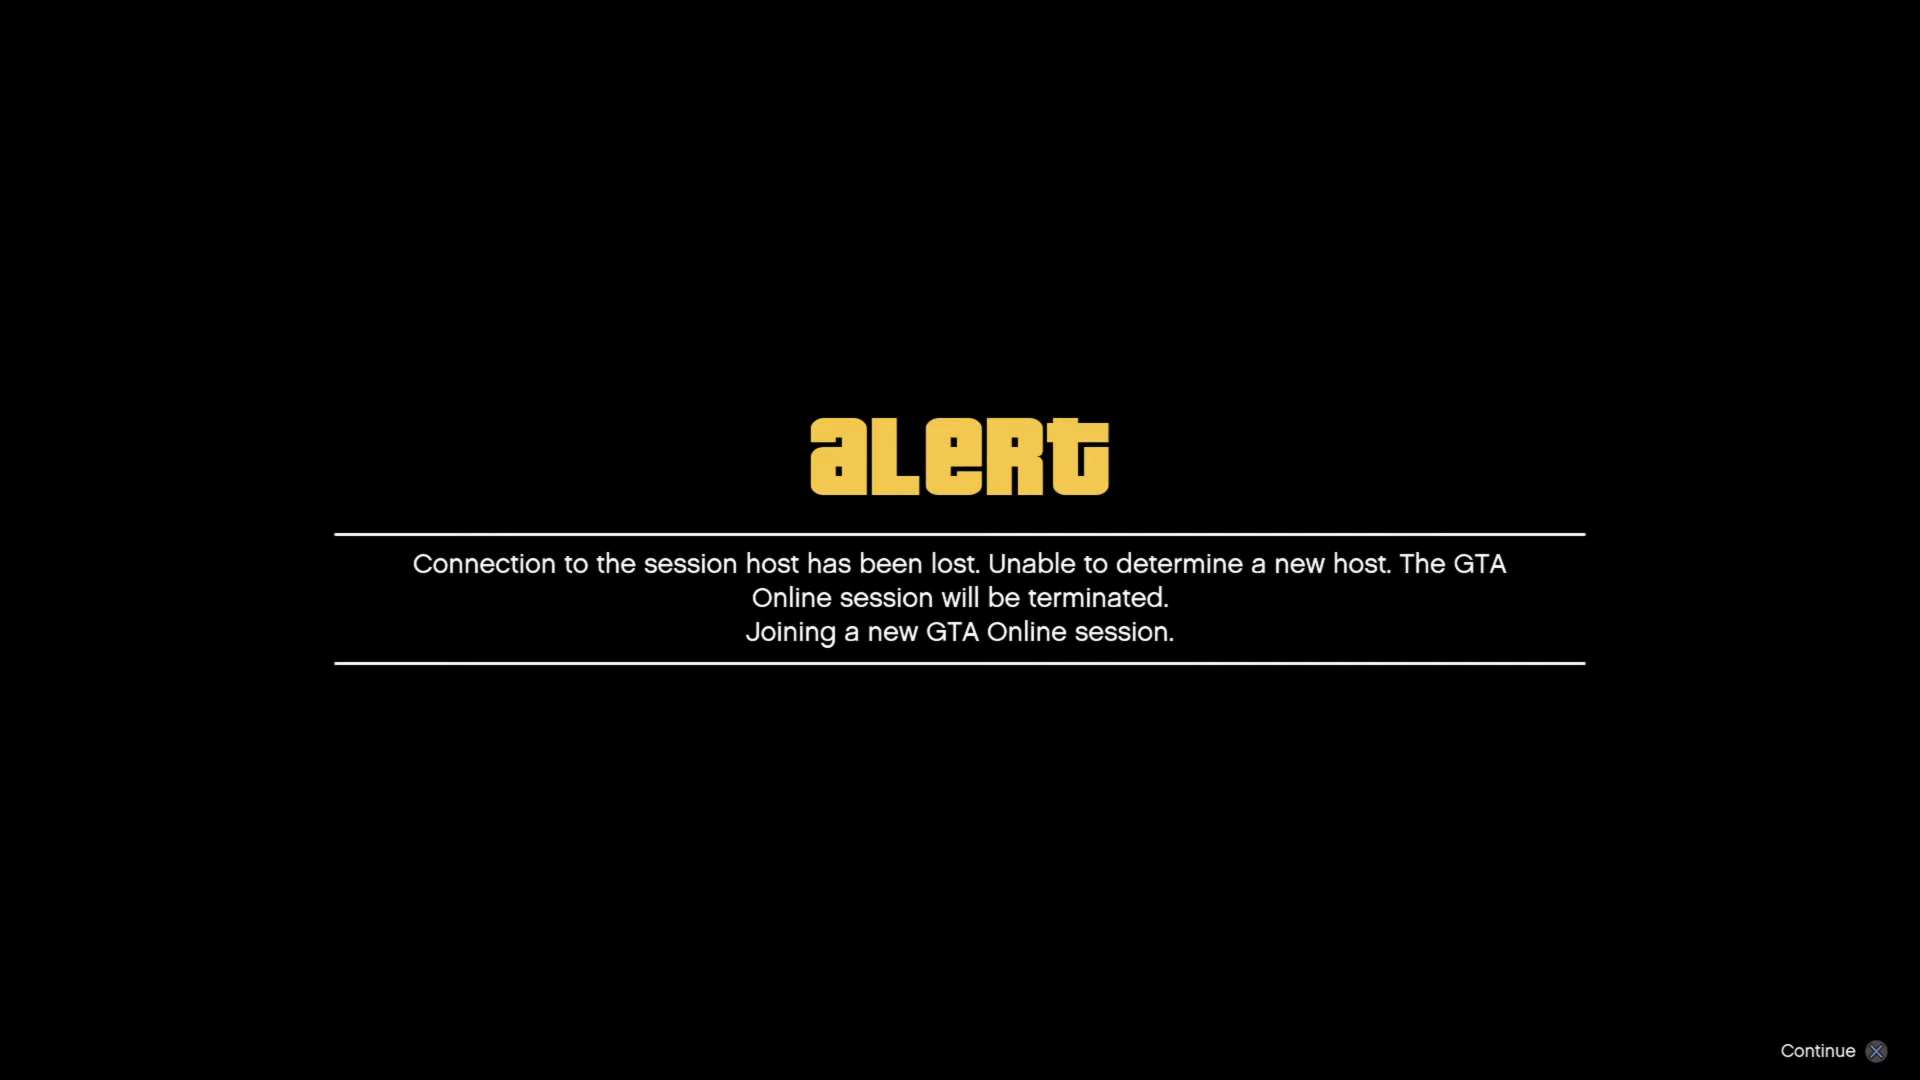 aLeRt
Connection to the session host has been lost. Unable to determine a new host. The GTA
Online session will be terminated.
Joining a new GTA Online session.
Continue